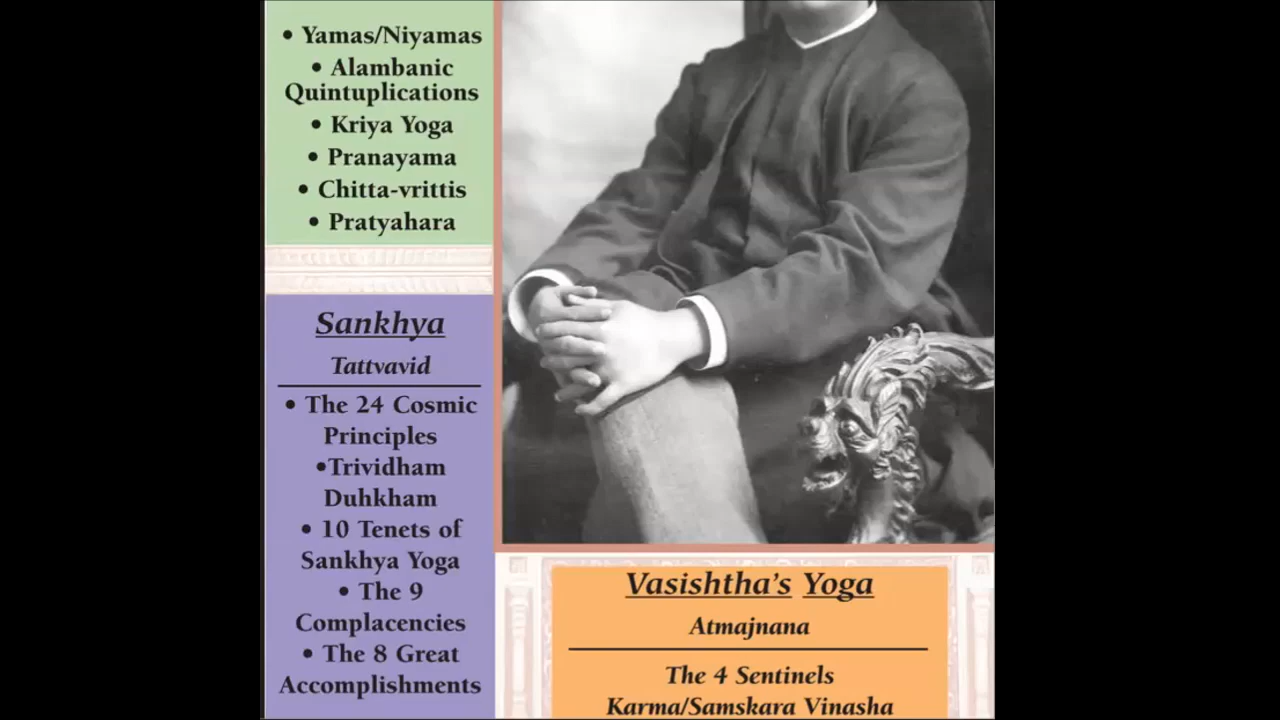 • Yamas/Niyamas
• Alambanic
Quintuplications
• Kriya Yoga
• Pranayama
• Chitta-vrittis
• Pratyahara
Sankhya
Tattvavid
• The 24 Cosmic
Principles
•Trividham
Duhkham
• 10 Tenets of
Sankhya Yoga
• The 9
Complacencies
• The 8 Great
Accomplishments
Vasishtha's Yoga
Atmajnana
The 4 Sentinels
Karma/Samskara Vinasha